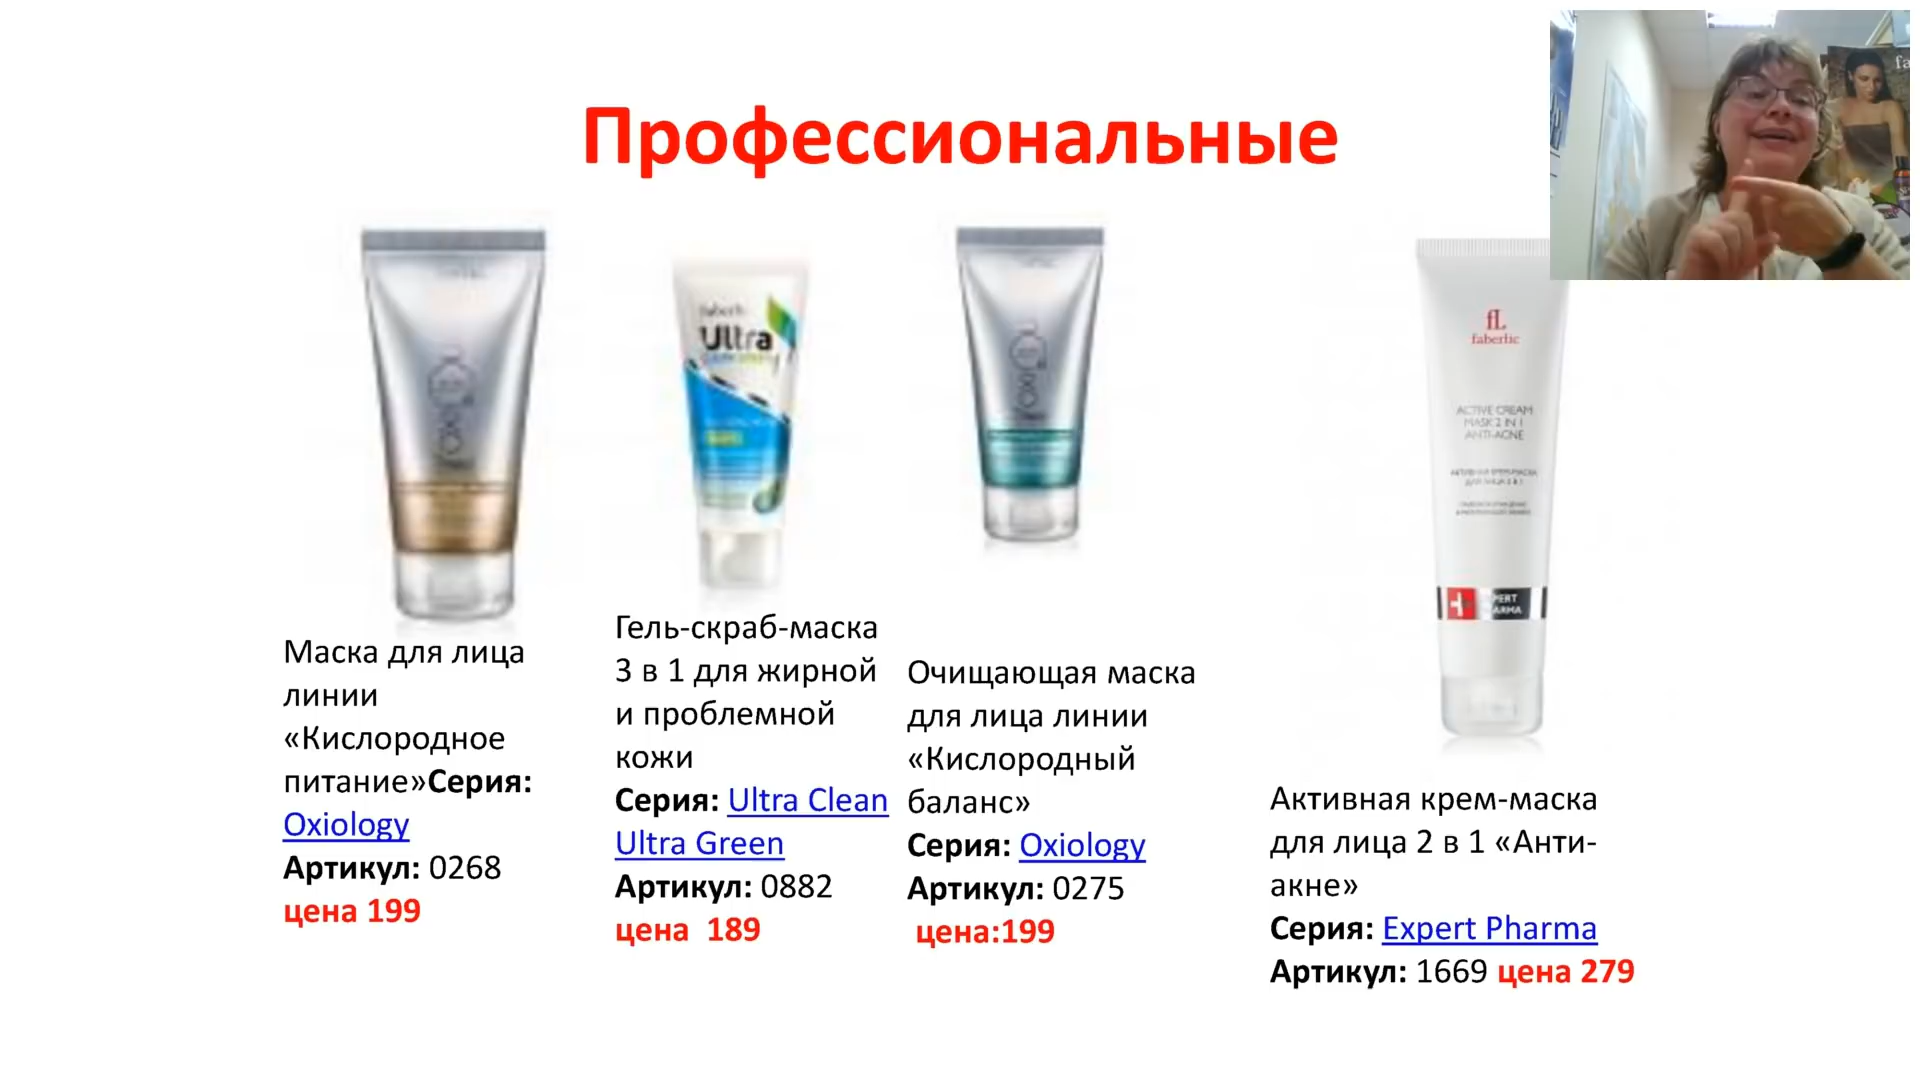 Профессиональные
faberlic
Ultra
faberlic
ACTIVE CREAM
MASK 2 IN 1
ANTI-ACNE
Маска для лица
линии
«Кислородное
питание»Серия:
Oxiology
Артикул: 0268
цена 199
Гель-скраб-маска
3 в 1 для жирной
и проблемной
кожи
Серия: Ultra Clean
Ultra Green
Артикул: 0882
цена 189
Очищающая маска
для лица линии
«Кислородный
баланс»
Серия: Oxiology
Артикул: 0275
цена:199
Активная крем-маска
для лица 2 в 1 «Анти-
акне»
Серия: Expert Pharma
Артикул: 1669 цена 279